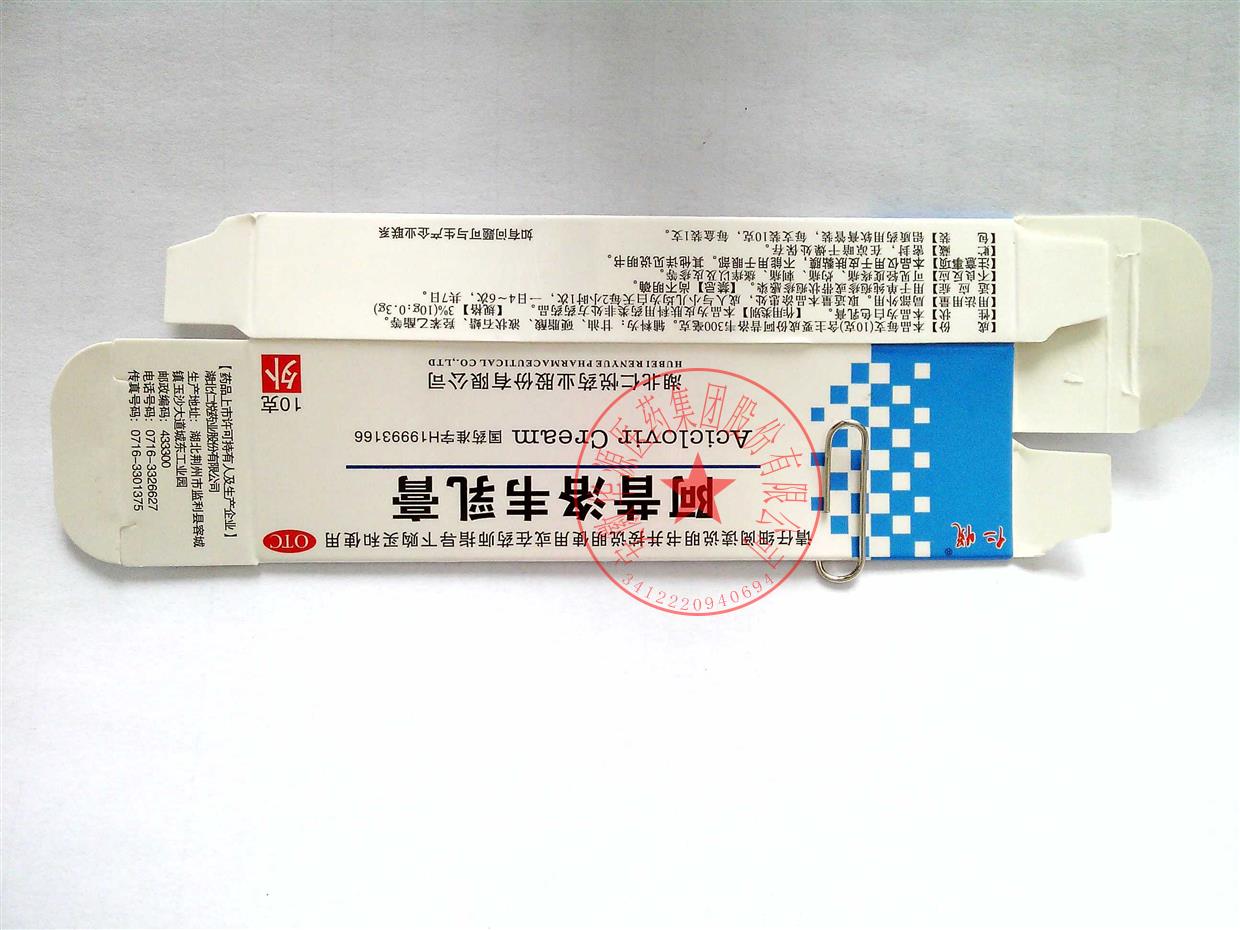 请仔细阅读说明书并按说明使用或在药师指导下购买和使用
OTC
仁悦®
阿昔洛韦乳膏
Aciclovir Cream 国药准字H19993166
湖北仁悦药业股份有限公司
HUBEI RENYUE PHARMACEUTICAL CO.,LTD
10克
外
【成 份】本品每支(10克)含主要成份阿昔洛韦300毫克。辅料为：甘油、硬脂酸、液状石蜡、羟苯乙酯等。
【性 状】本品为白色乳膏。【作用类别】本品为皮肤科用药类非处方药药品。【规格】3%(10g:0.3g)
【用法用量】局部外用。取适量本品涂患处，成人与小儿均为白天每2小时1次，一日4～6次，共7日。
【适 应 症】用于单纯疱疹或带状疱疹感染。【禁忌】尚不明确。
【不良反应】可见轻度疼痛、灼痛、刺痛、瘙痒以及皮疹等。
【注意事项】本品仅用于皮肤黏膜，不能用于眼部。其他详见说明书。
【贮 藏】密封，在凉暗干燥处保存。
【包 装】铝质药用软膏管装，每支装10克，每盒装1支。 如有问题可与生产企业联系
【药品上市许可持有人及生产企业】
湖北仁悦药业股份有限公司
生产地址：湖北荆州市监利县容城
镇玉沙大道城东工业园
邮政编码：433300
电话号码：0716-3326627
传真号码：0716-3301375
医药集团股份有限公司
3412220940694